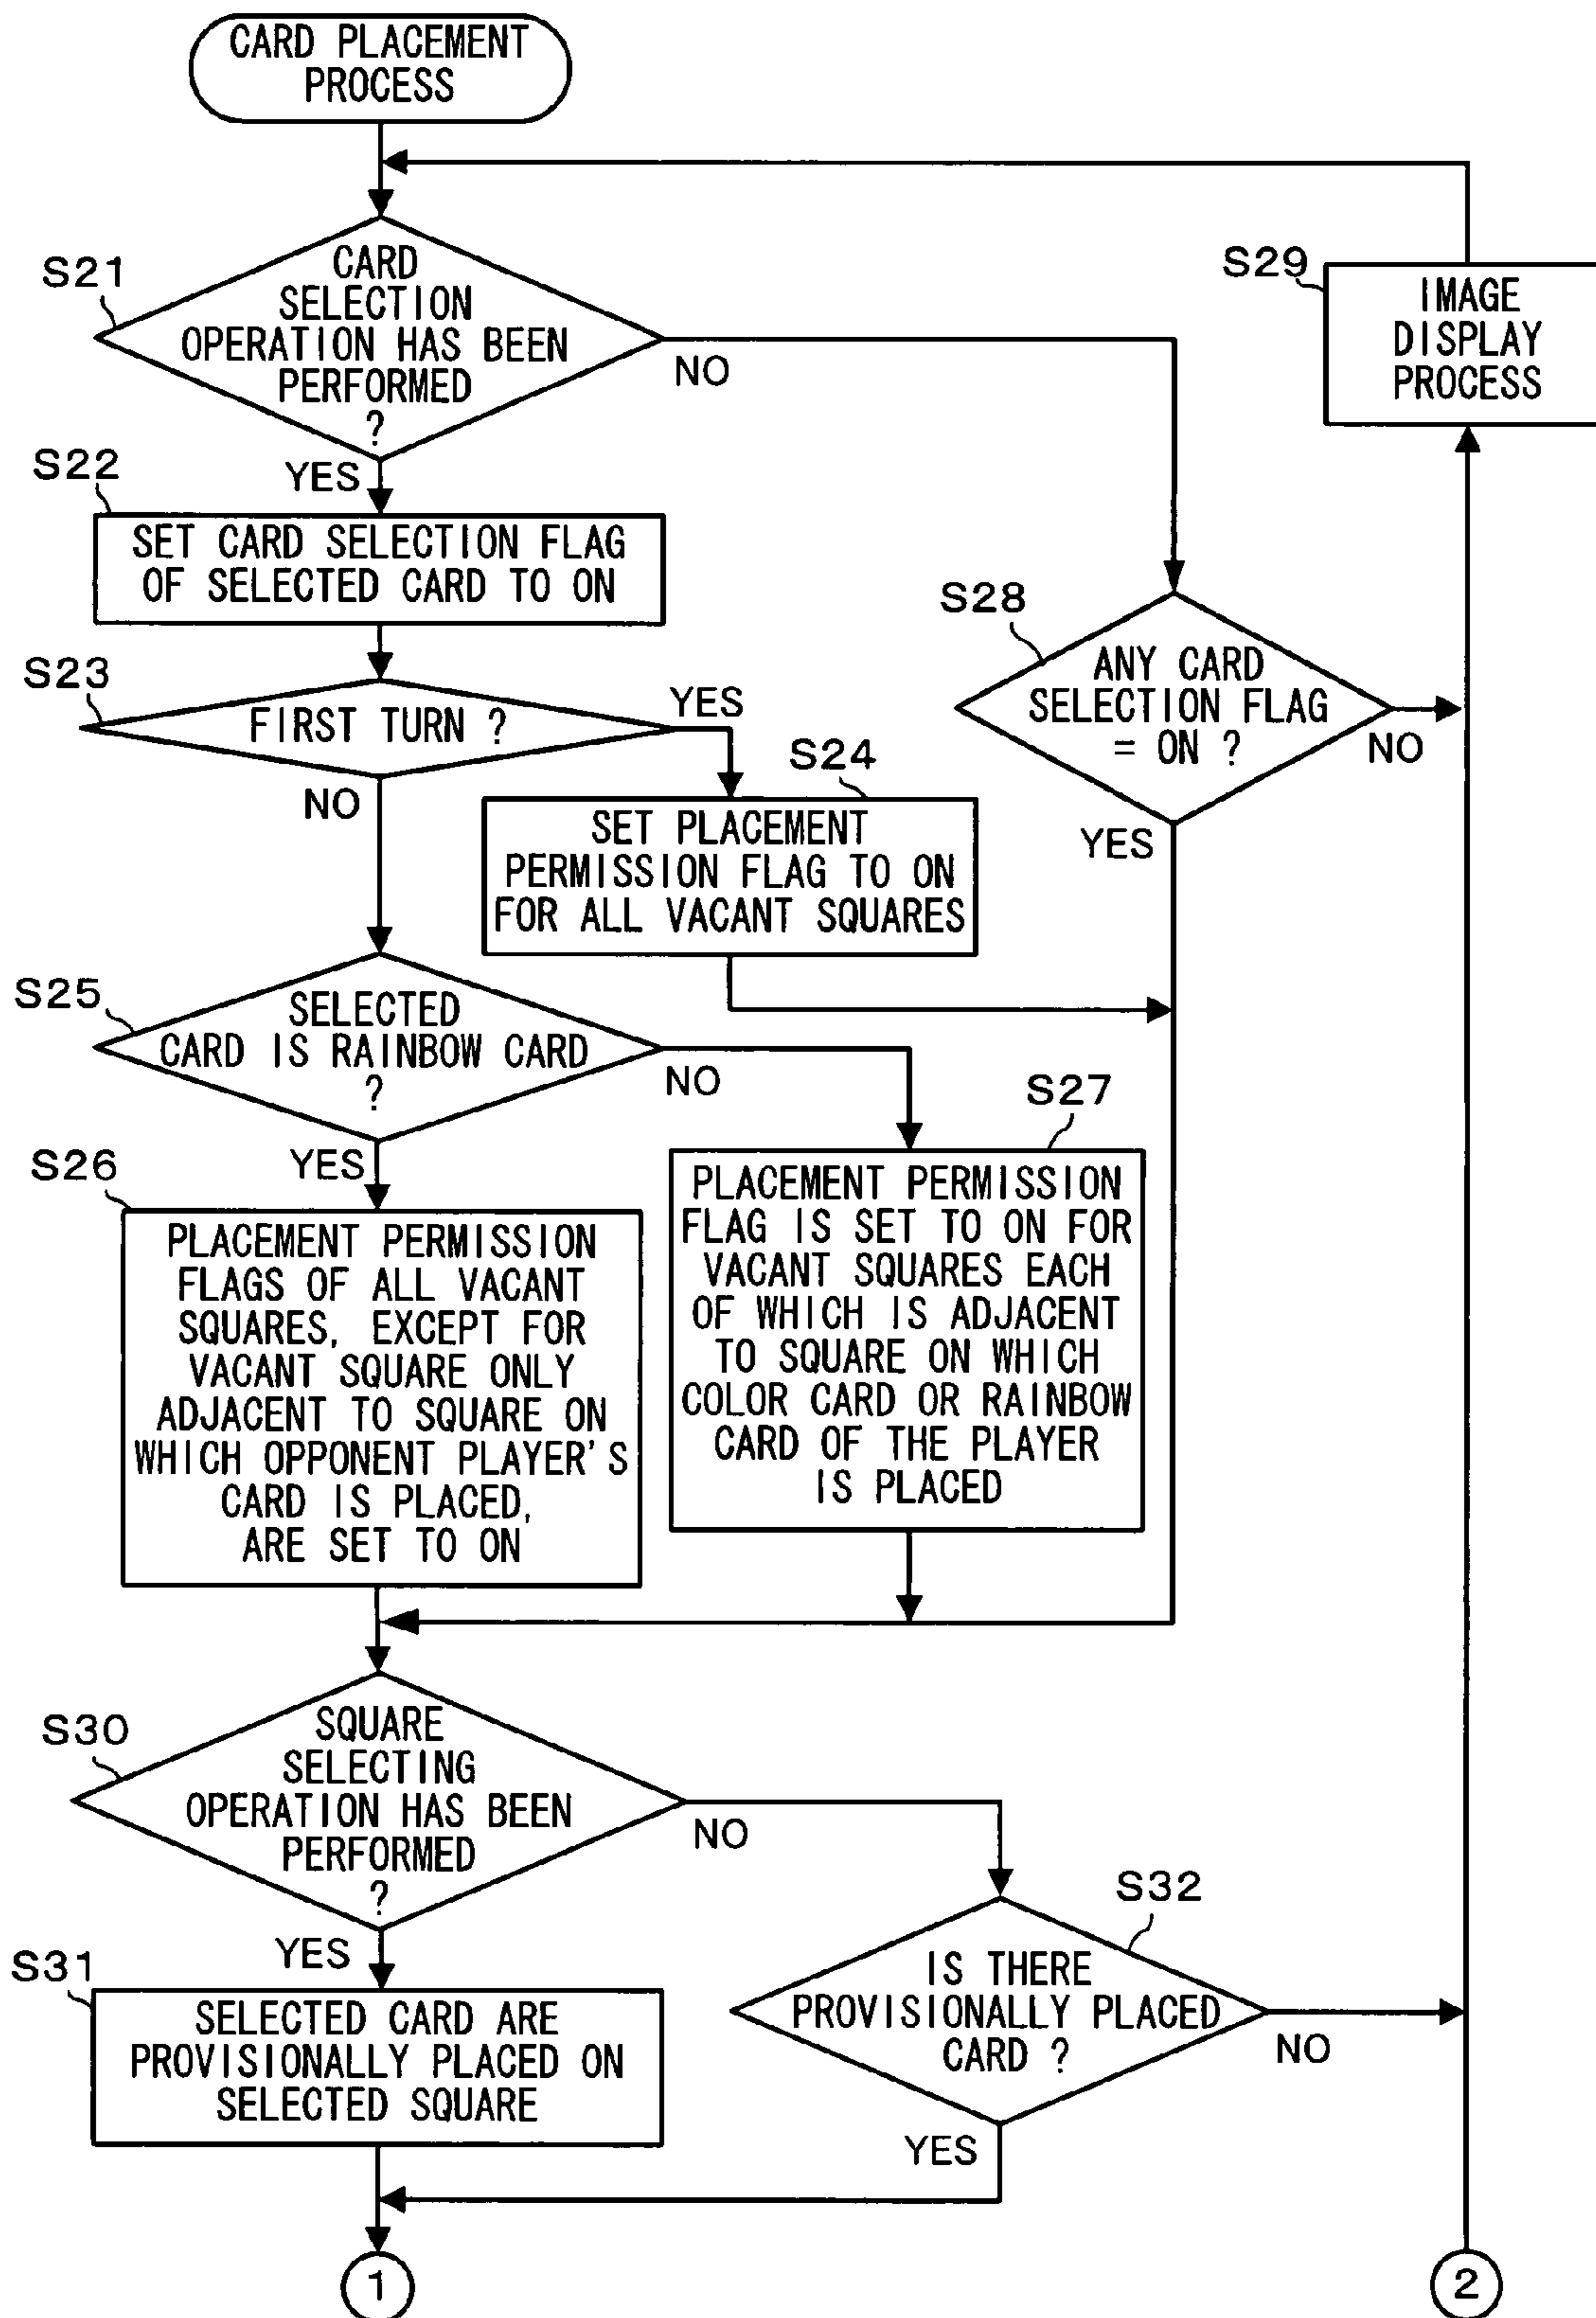 CARD PLACEMENT
PROCESS
S21
CARD
SELECTION
OPERATION HAS BEEN
PERFORMED
?
NO
YES
S29
IMAGE
DISPLAY
PROCESS
S22
SET CARD SELECTION FLAG
OF SELECTED CARD TO ON
S23
FIRST TURN ?
YES
NO
S24
SET PLACEMENT
PERMISSION FLAG TO ON
FOR ALL VACANT SQUARES
S28
ANY CARD
SELECTION FLAG
= ON ?
NO
YES
S25
SELECTED
CARD IS RAINBOW CARD
?
NO
YES
S26
PLACEMENT PERMISSION
FLAGS OF ALL VACANT
SQUARES, EXCEPT FOR
VACANT SQUARE ONLY
ADJACENT TO SQUARE ON
WHICH OPPONENT PLAYER'S
CARD IS PLACED,
ARE SET TO ON
S27
PLACEMENT PERMISSION
FLAG IS SET TO ON FOR
VACANT SQUARES EACH
OF WHICH IS ADJACENT
TO SQUARE ON WHICH
COLOR CARD OR RAINBOW
CARD OF THE PLAYER
IS PLACED
S30
SQUARE
SELECTING
OPERATION HAS BEEN
PERFORMED
?
NO
YES
S31
SELECTED CARD ARE
PROVISIONALLY PLACED ON
SELECTED SQUARE
S32
IS THERE
PROVISIONALLY PLACED
CARD ?
NO
YES
1
2